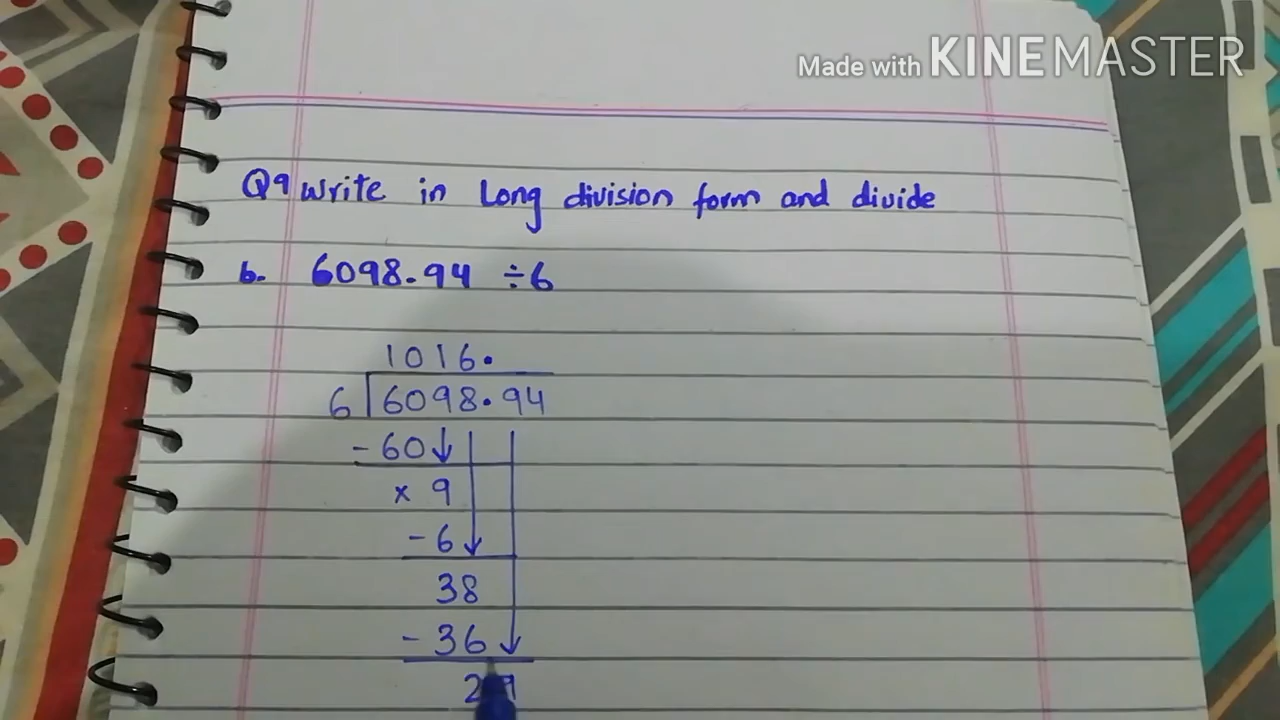 Made with KINEMASTER
Q9 Write in Long division form and divide
b. 6098.94 ÷ 6
1016.
6 6098.94
- 60
× 9
- 6
38
- 36
29